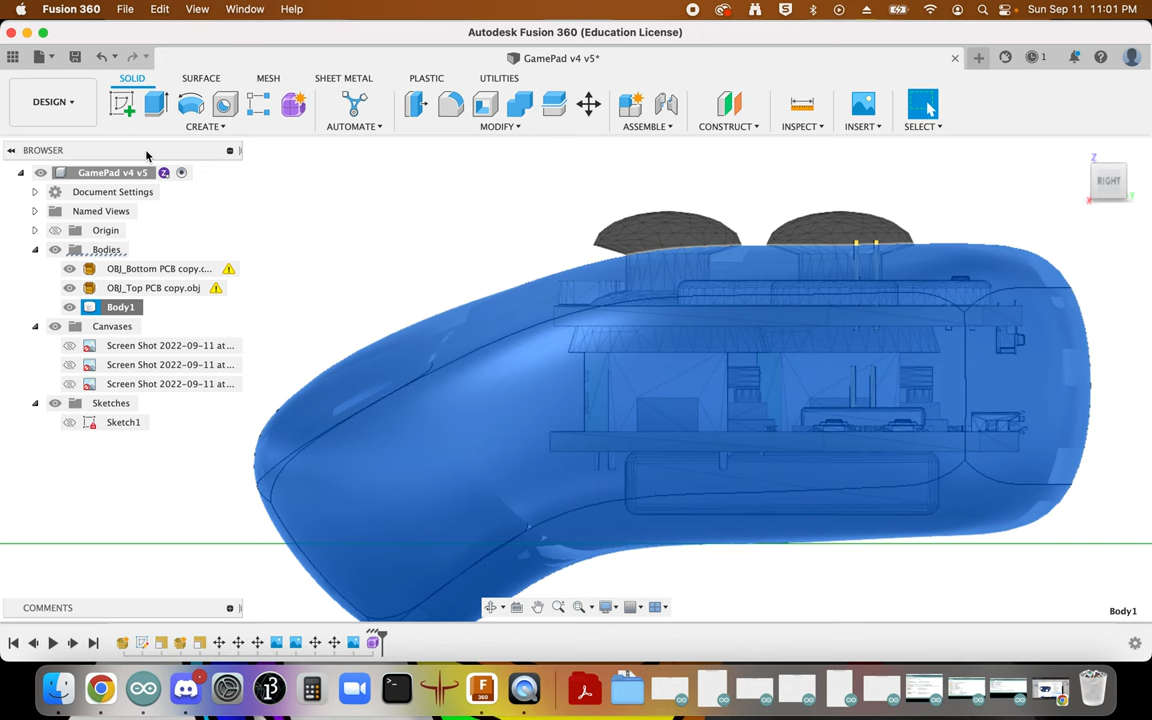 Fusion 360 File Edit View Window Help Sun Sep 11 11:01 PM
Autodesk Fusion 360 (Education License)
GamePad v4 v5* 1
SOLID SURFACE MESH SHEET METAL PLASTIC UTILITIES
DESIGN
CREATE AUTOMATE MODIFY ASSEMBLE CONSTRUCT INSPECT INSERT SELECT
BROWSER
GamePad v4 v5
Document Settings
Named Views
Origin
Bodies
OBJ_Bottom PCB copy.c...
OBJ_Top PCB copy.obj
Body1
Canvases
Screen Shot 2022-09-11 at...
Screen Shot 2022-09-11 at...
Screen Shot 2022-09-11 at...
Sketches
Sketch1
Z
RIGHT
X
Y
COMMENTS
Body1